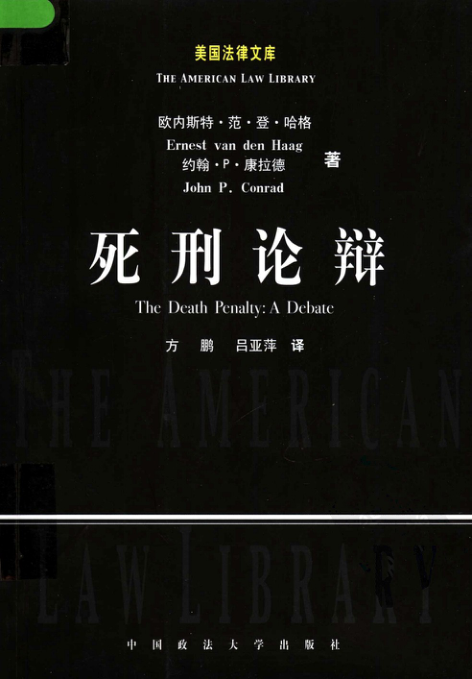 美国法律文库
THE AMERICAN LAW LIBRARY
欧内斯特·范·登·哈格
Ernest van den Haag
约翰·P·康拉德
著
John P. Conrad
死刑论辩
The Death Penalty: A Debate
方 鹏 吕亚萍 译
THE AMERICAN
LAW LIBRARY
中国政法大学出版社